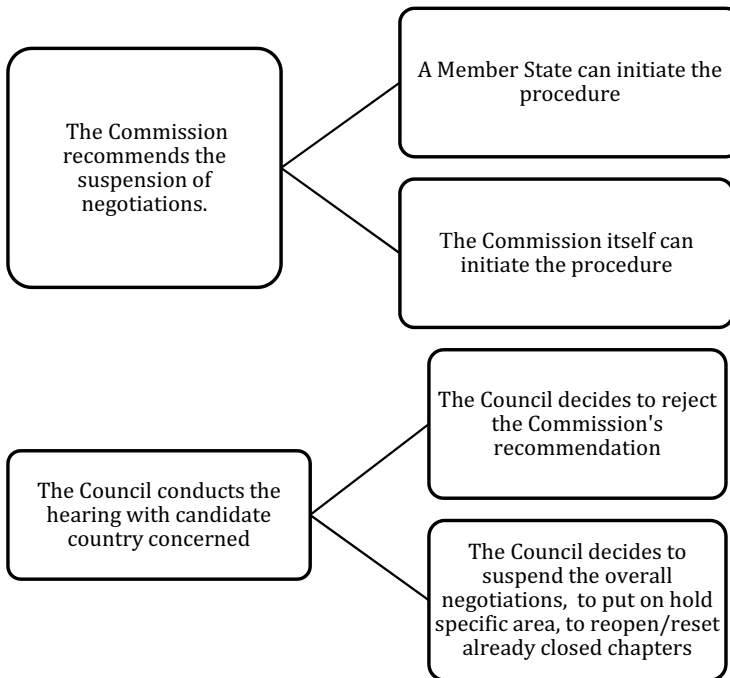 The Commission
recommends the
suspension of
negotiations.
A Member State can initiate the
procedure
The Commission itself can
initiate the procedure
The Council conducts the
hearing with candidate
country concerned
The Council decides to reject
the Commission's
recommendation
The Council decides to
suspend the overall
negotiations, to put on hold
specific area, to reopen/reset
already closed chapters